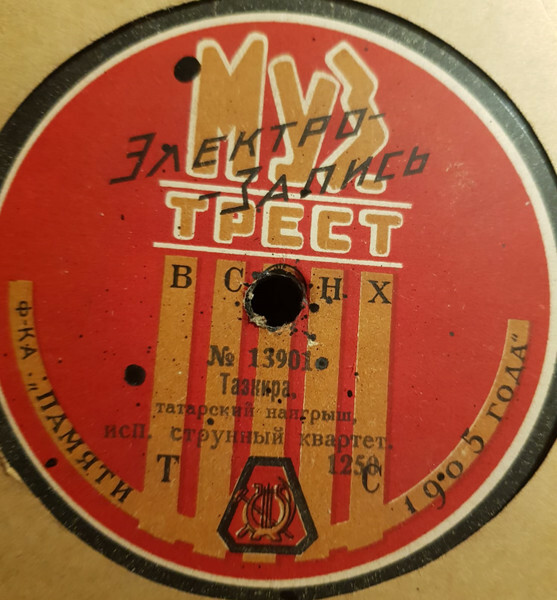 Муз
Электро-
-Запись
ТРЕСТ
В С Н Х
№ 13901.
Тазкира,
татарский наигрыш,
исп. струнный квартет.
1250
Т С
Ф-КА „ПАМЯТИ 1905 ГОДА“